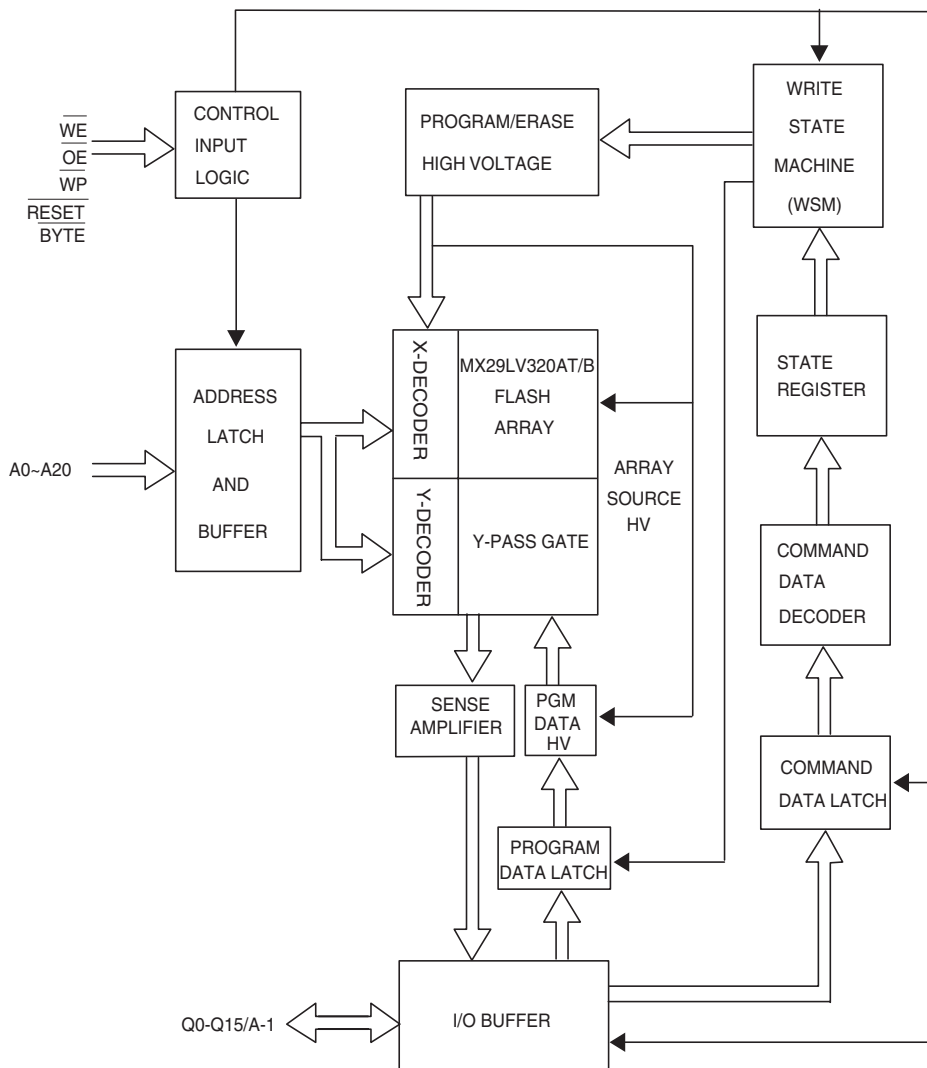 WE
OE
WP
RESET
BYTE
CONTROL
INPUT
LOGIC
PROGRAM/ERASE
HIGH VOLTAGE
WRITE
STATE
MACHINE
(WSM)
STATE
REGISTER
ADDRESS
LATCH
AND
BUFFER
A0~A20
X-DECODER
MX29LV320AT/B
FLASH
ARRAY
ARRAY
SOURCE
HV
Y-DECODER
Y-PASS GATE
COMMAND
DATA
DECODER
SENSE
AMPLIFIER
PGM
DATA
HV
COMMAND
DATA LATCH
PROGRAM
DATA LATCH
Q0-Q15/A-1
I/O BUFFER